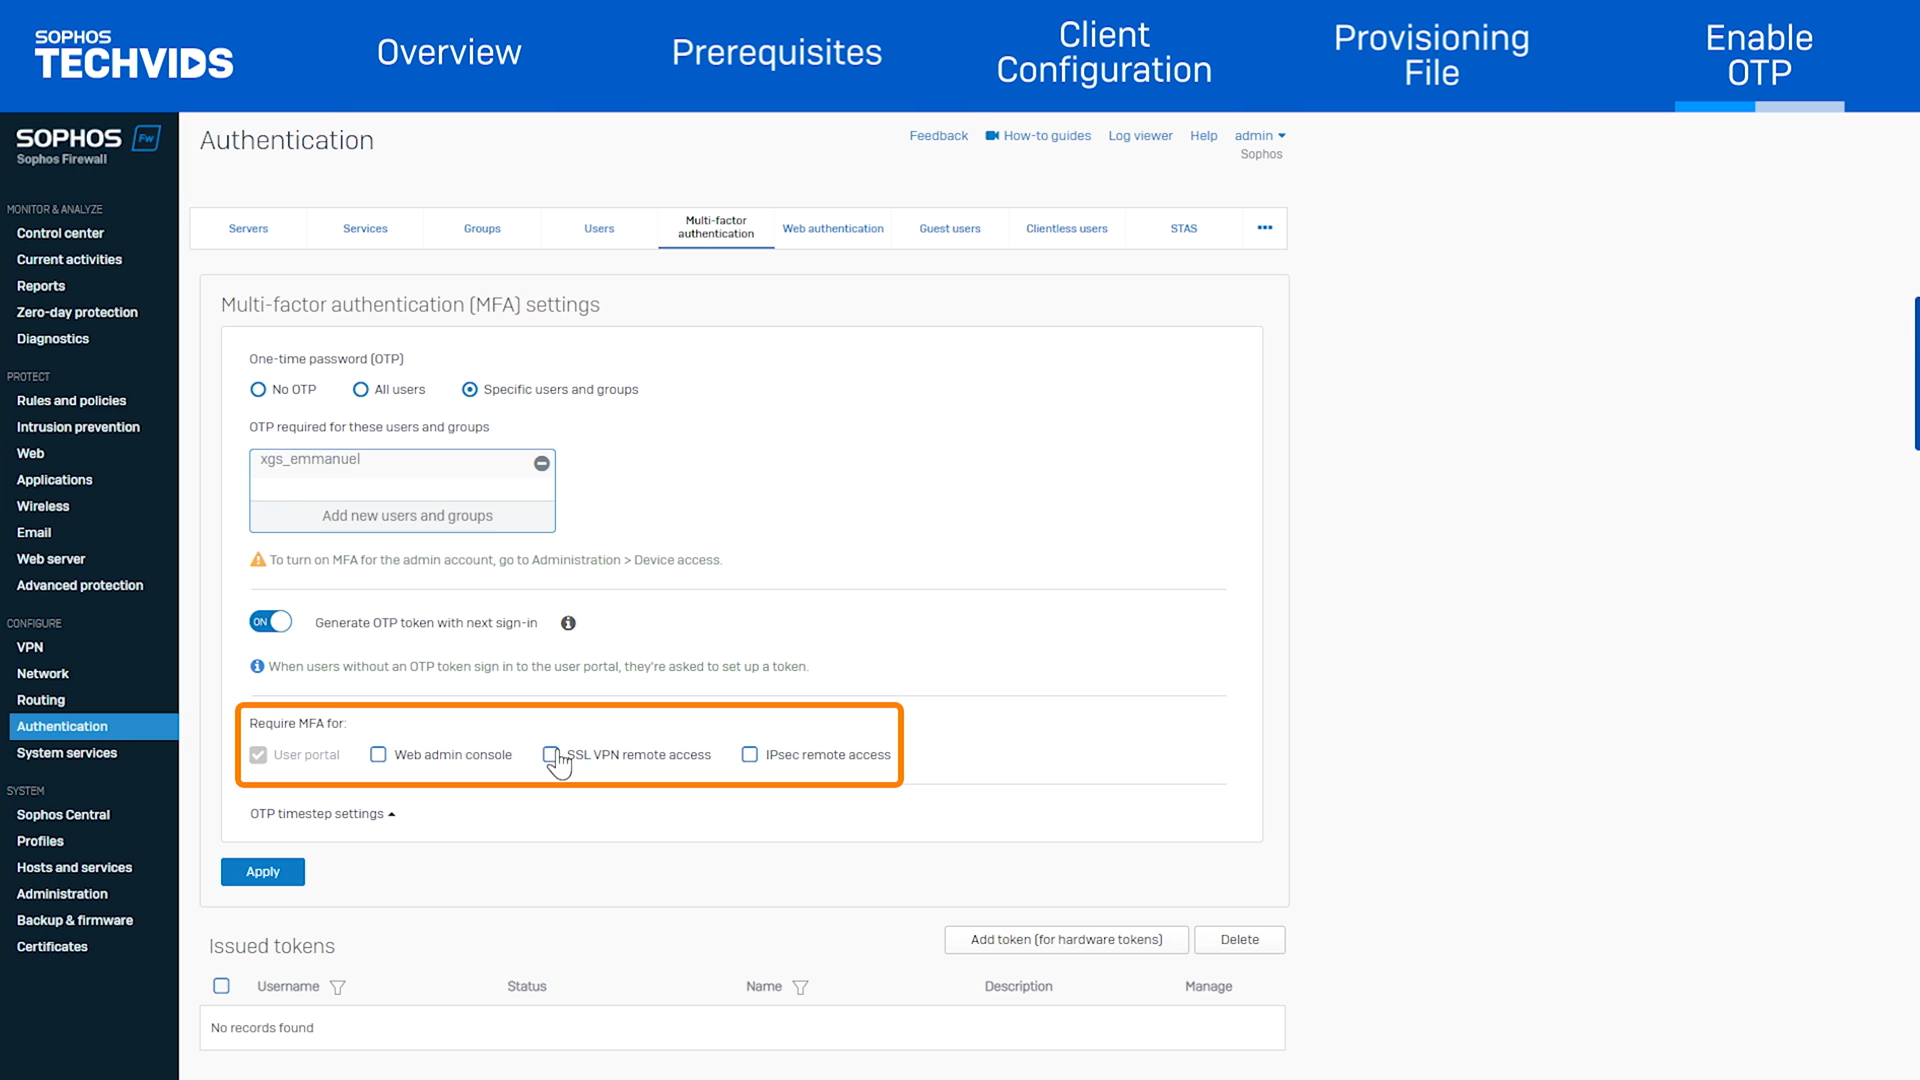 SOPHOS
TECHVIDS
Overview
Prerequisites
Client
Configuration
Provisioning
File
Enable
OTP
SOPHOS Fw
Sophos Firewall
MONITOR & ANALYZE
Control center
Current activities
Reports
Zero-day protection
Diagnostics
PROTECT
Rules and policies
Intrusion prevention
Web
Applications
Wireless
Email
Web server
Advanced protection
CONFIGURE
VPN
Network
Routing
Authentication
System services
SYSTEM
Sophos Central
Profiles
Hosts and services
Administration
Backup & firmware
Certificates
Authentication
Feedback How-to guides Log viewer Help admin
Sophos
Servers Services Groups Users Multi-factor authentication Web authentication Guest users Clientless users STAS
Multi-factor authentication (MFA) settings
One-time password (OTP)
No OTP All users Specific users and groups
OTP required for these users and groups
xgs_emmanuel
Add new users and groups
To turn on MFA for the admin account, go to Administration > Device access.
ON Generate OTP token with next sign-in
When users without an OTP token sign in to the user portal, they're asked to set up a token.
Require MFA for:
User portal Web admin console SSL VPN remote access IPsec remote access
OTP timestep settings
Apply
Issued tokens
Add token (for hardware tokens) Delete
Username Status Name Description Manage
No records found